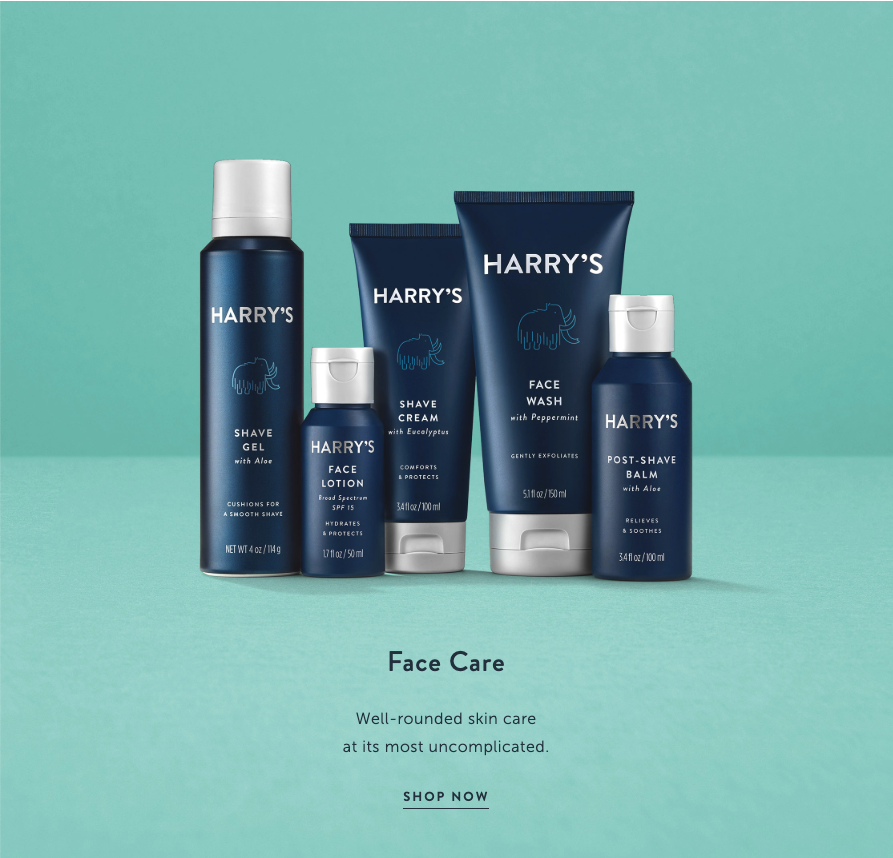 HARRY'S
SHAVE
GEL
with Aloe
CUSHIONS FOR
A SMOOTH SHAVE
NET WT 4 oz / 114 g
HARRY'S
FACE
LOTION
Broad Spectrum
SPF 15
HYDRATES
& PROTECTS
1.7 fl oz / 50 ml
HARRY'S
SHAVE
CREAM
with Eucalyptus
COMFORTS
& PROTECTS
3.4 fl oz / 100 ml
HARRY'S
FACE
WASH
with Peppermint
GENTLY EXFOLIATES
5.1 fl oz / 150 ml
HARRY'S
POST-SHAVE
BALM
with Aloe
RELIEVES
& SOOTHES
3.4 fl oz / 100 ml
Face Care
Well-rounded skin care
at its most uncomplicated.
SHOP NOW